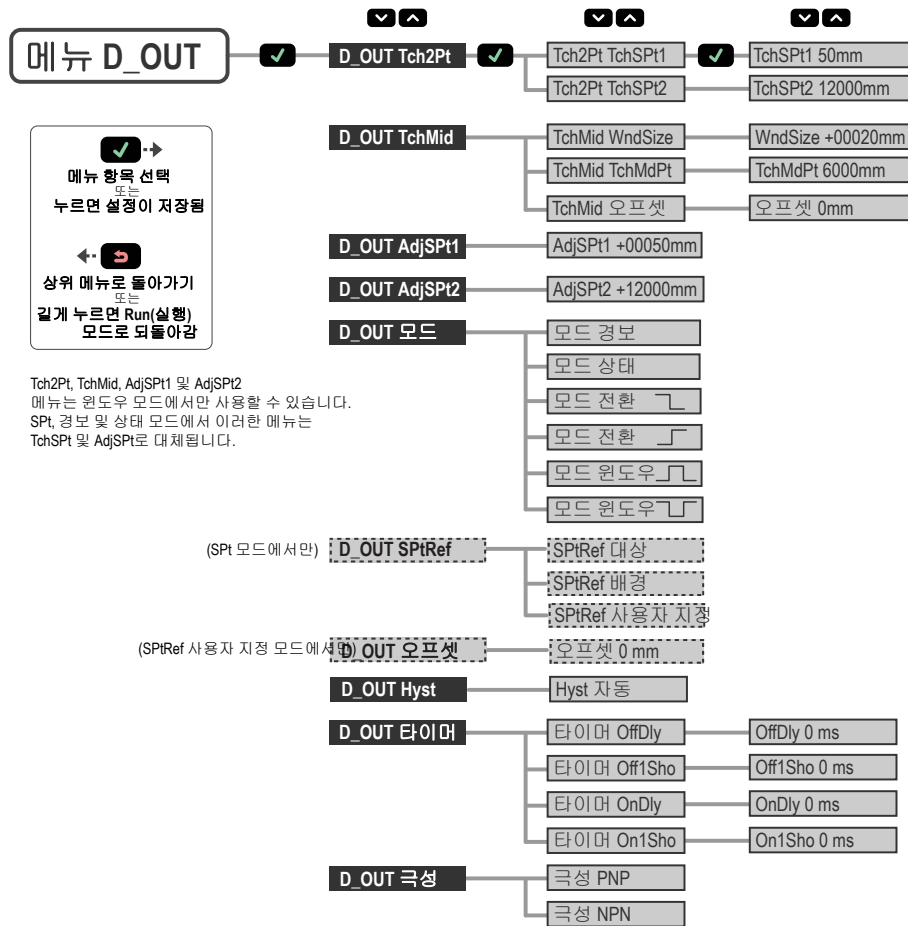 메뉴 D_OUT
D_OUT Tch2Pt
Tch2Pt TchSPt1
TchSPt1 50mm
Tch2Pt TchSPt2
TchSPt2 12000mm
메뉴 항목 선택
또는
누르면 설정이 저장됨
상위 메뉴로 돌아가기
또는
길게 누르면 Run(실행)
모드로 되돌아감
Tch2Pt, TchMid, AdjSPt1 및 AdjSPt2
메뉴는 윈도우 모드에서만 사용할 수 있습니다.
SPt, 경보 및 상태 모드에서 이러한 메뉴는
TchSPt 및 AdjSPt로 대체됩니다.
D_OUT TchMid
TchMid WndSize
WndSize +00020mm
TchMid TchMdPt
TchMdPt 6000mm
TchMid 오프셋
오프셋 0mm
D_OUT AdjSPt1
AdjSPt1 +00050mm
D_OUT AdjSPt2
AdjSPt2 +12000mm
D_OUT 모드
모드 경보
모드 상태
모드 전환
모드 전환
모드 윈도우
모드 윈도우
(SPt 모드에서만)
D_OUT SPtRef
SPtRef 대상
SPtRef 배경
SPtRef 사용자 지정
(SPtRef 사용자 지정 모드에서만)
D_OUT 오프셋
오프셋 0 mm
D_OUT Hyst
Hyst 자동
D_OUT 타이머
타이머 OffDly
OffDly 0 ms
타이머 Off1Sho
Off1Sho 0 ms
타이머 OnDly
OnDly 0 ms
타이머 On1Sho
On1Sho 0 ms
D_OUT 극성
극성 PNP
극성 NPN